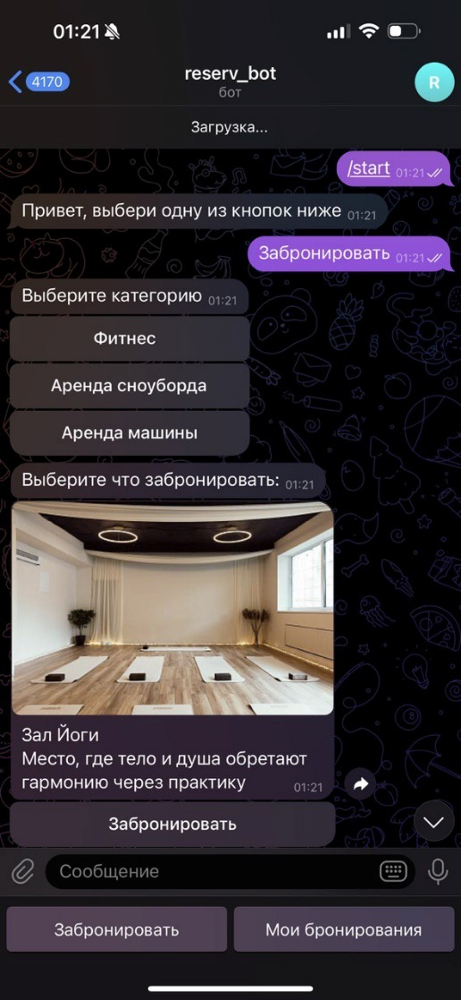 01:21
4170
reserv_bot
бот
R
Загрузка...
/start 01:21
Привет, выбери одну из кнопок ниже 01:21
Забронировать 01:21
Выберите категорию 01:21
Фитнес
Аренда сноуборда
Аренда машины
Выберите что забронировать: 01:21
Зал Йоги
Место, где тело и душа обретают
гармонию через практику 01:21
Забронировать
Сообщение
Забронировать
Мои бронирования